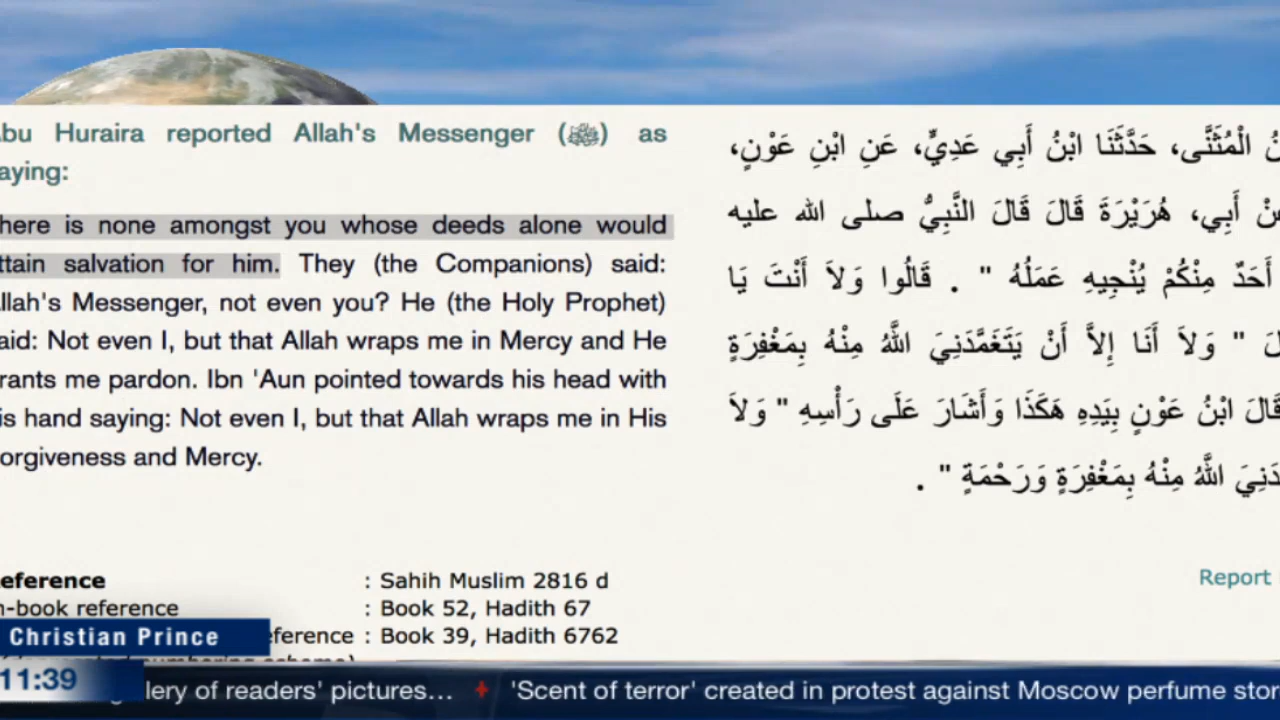 bu Huraira reported Allah's Messenger (ﷺ) as
aying:
here is none amongst you whose deeds alone would
ttain salvation for him. They (the Companions) said:
llah's Messenger, not even you? He (the Holy Prophet)
aid: Not even I, but that Allah wraps me in Mercy and He
rants me pardon. Ibn 'Aun pointed towards his head with
is hand saying: Not even I, but that Allah wraps me in His
orgiveness and Mercy.
نُ الْمُثَنَّى، حَدَّثَنَا ابْنُ أَبِي عَدِيٍّ، عَنِ ابْنِ عَوْنٍ،
نْ أَبِي، هُرَيْرَةَ قَالَ قَالَ النَّبِيُّ صلى الله عليه
أَحَدٌ مِنْكُمْ يُنْجِيهِ عَمَلُهُ " . قَالُوا وَلاَ أَنْتَ يَا
لَ " وَلاَ أَنَا إِلاَّ أَنْ يَتَغَمَّدَنِيَ اللَّهُ مِنْهُ بِمَغْفِرَةٍ
قَالَ ابْنُ عَوْنٍ بِيَدِهِ هَكَذَا وَأَشَارَ عَلَى رَأْسِهِ " وَلاَ
دَنِيَ اللَّهُ مِنْهُ بِمَغْفِرَةٍ وَرَحْمَةٍ " .
eference : Sahih Muslim 2816 d
n-book reference : Book 52, Hadith 67
eference : Book 39, Hadith 6762
Report
Christian Prince
11:39
lery of readers' pictures... 'Scent of terror' created in protest against Moscow perfume stor